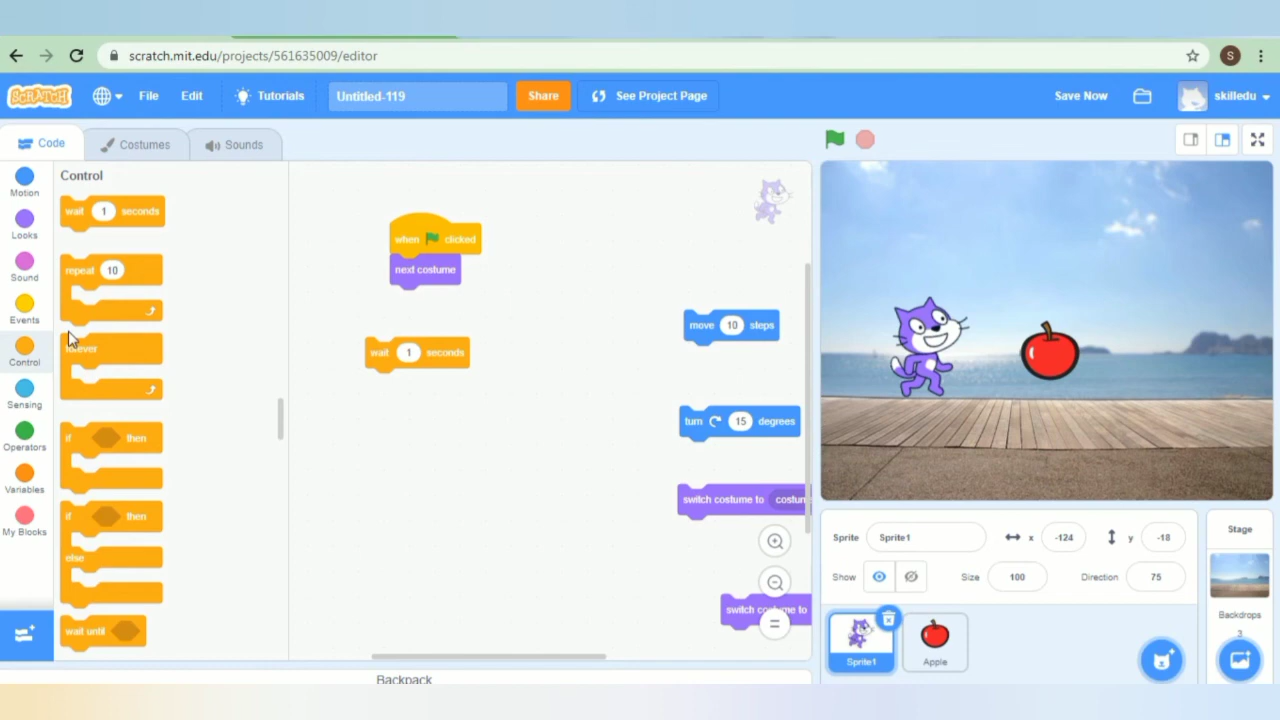 scratch.mit.edu/projects/561635009/editor
S
SCRATCH
File
Edit
Tutorials
Untitled-119
Share
See Project Page
Save Now
skilledu
Code
Costumes
Sounds
Motion
Looks
Sound
Events
Control
Sensing
Operators
Variables
My Blocks
Control
wait 1 seconds
repeat 10
forever
if then
if then
else
wait until
when clicked
next costume
wait 1 seconds
move 10 steps
turn 15 degrees
switch costume to costum
switch costume to
Backpack
Sprite Sprite1 x -124 y -18
Show Size 100 Direction 75
Sprite1
Apple
Stage
Backdrops
3